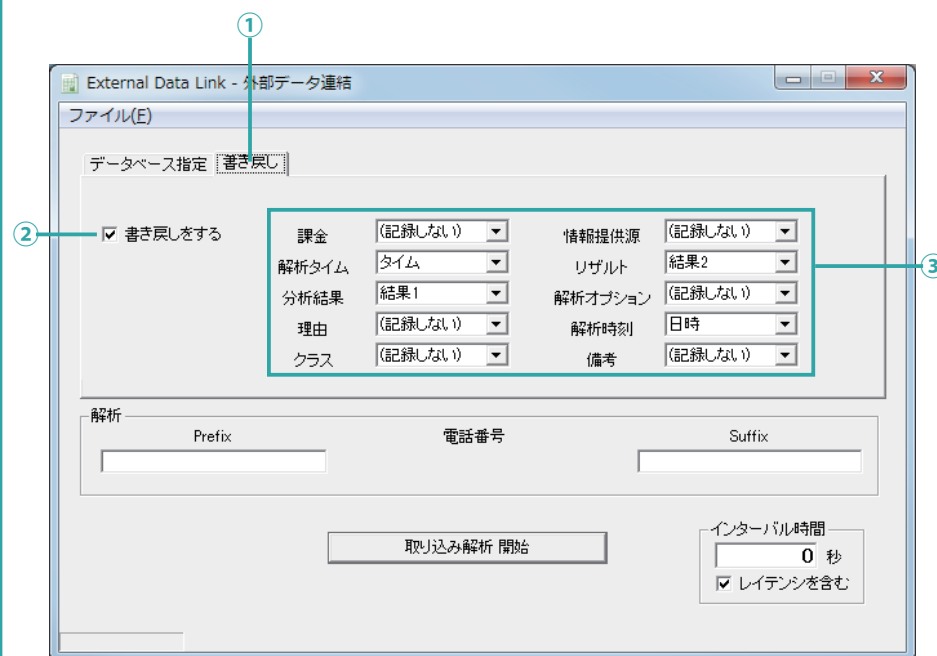 ①
External Data Link - 外部データ連結
ファイル(F)
データベース指定 書き戻し
② 書き戻しをする
課金 (記録しない) 情報提供源 (記録しない)
解析タイム タイム リザルト 結果2
③
分析結果 結果1 解析オプション (記録しない)
理由 (記録しない) 解析時刻 日時
クラス (記録しない) 備考 (記録しない)
解析
Prefix 電話番号 Suffix
取り込み解析 開始
インターバル時間
0 秒
レイテンシを含む